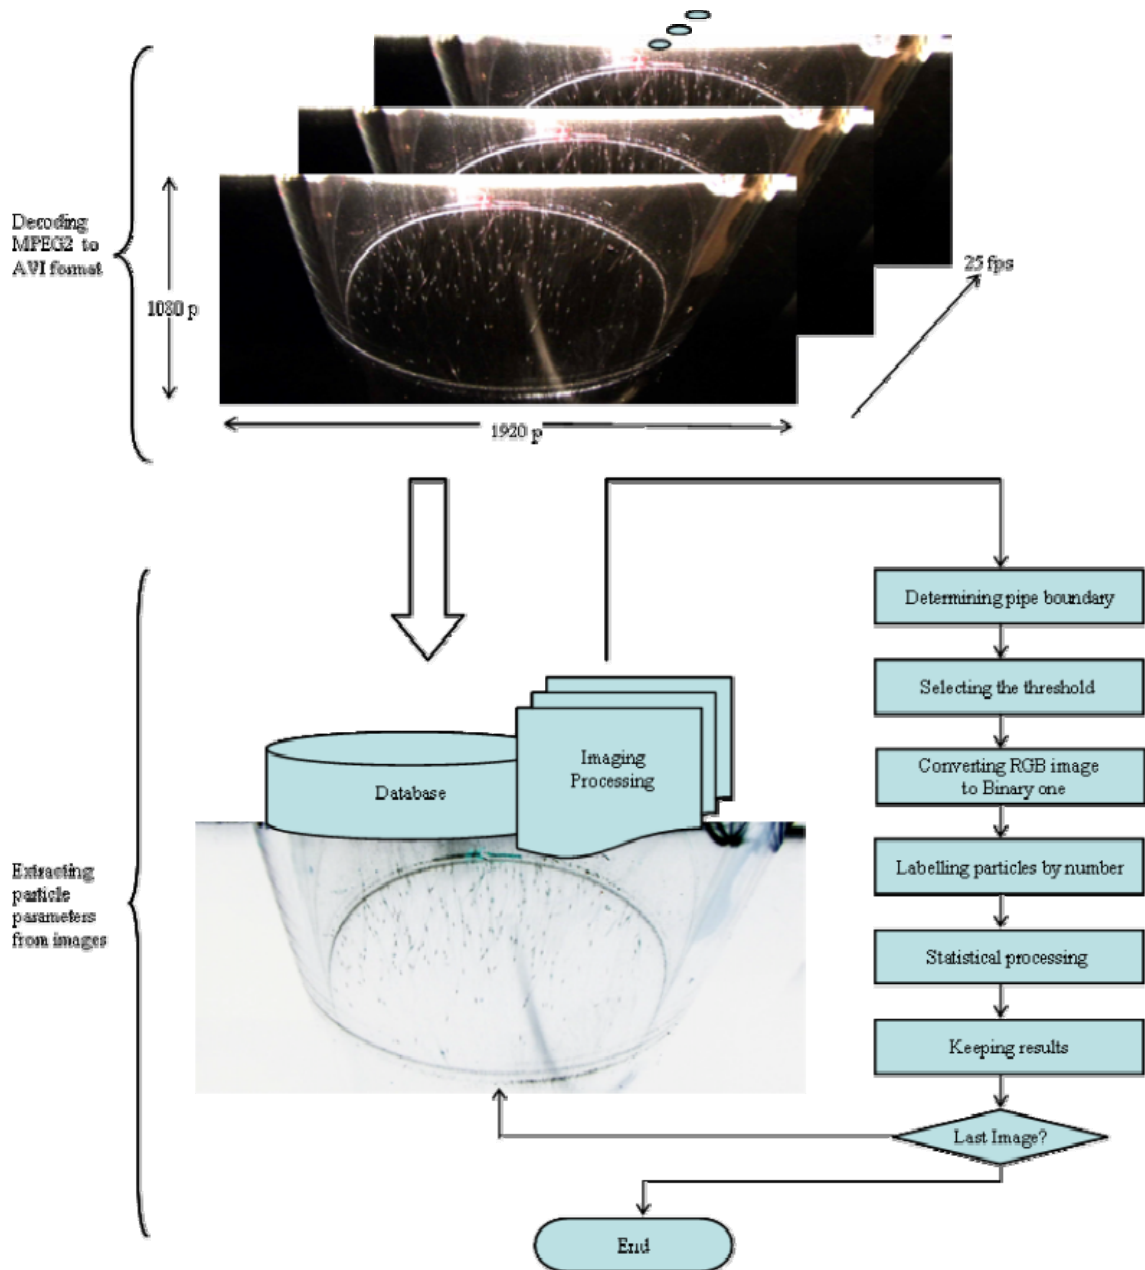 Decoding
MPEG2 to
AVI format
1080 p
1920 p
25 fps
Determining pipe boundary
Selecting the threshold
Converting RGB image
to Binary one
Labelling particles by number
Statistical processing
Keeping results
Last Image?
End
Imaging
Processing
Database
Extracting
particle
parameters
from images